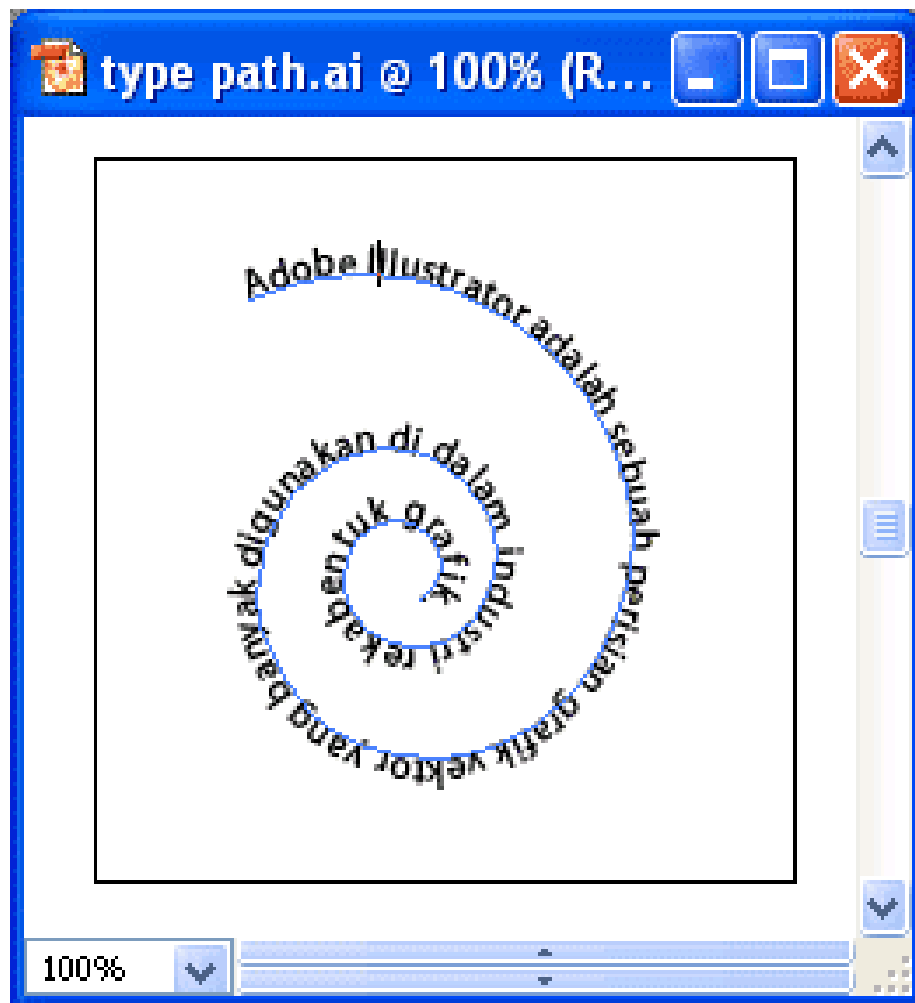 type path.ai @ 100% (R...
Adobe Illustrator adalah sebuah perisian grafik vektor yang banyak digunakan di dalam industri rekabentuk grafik
100%